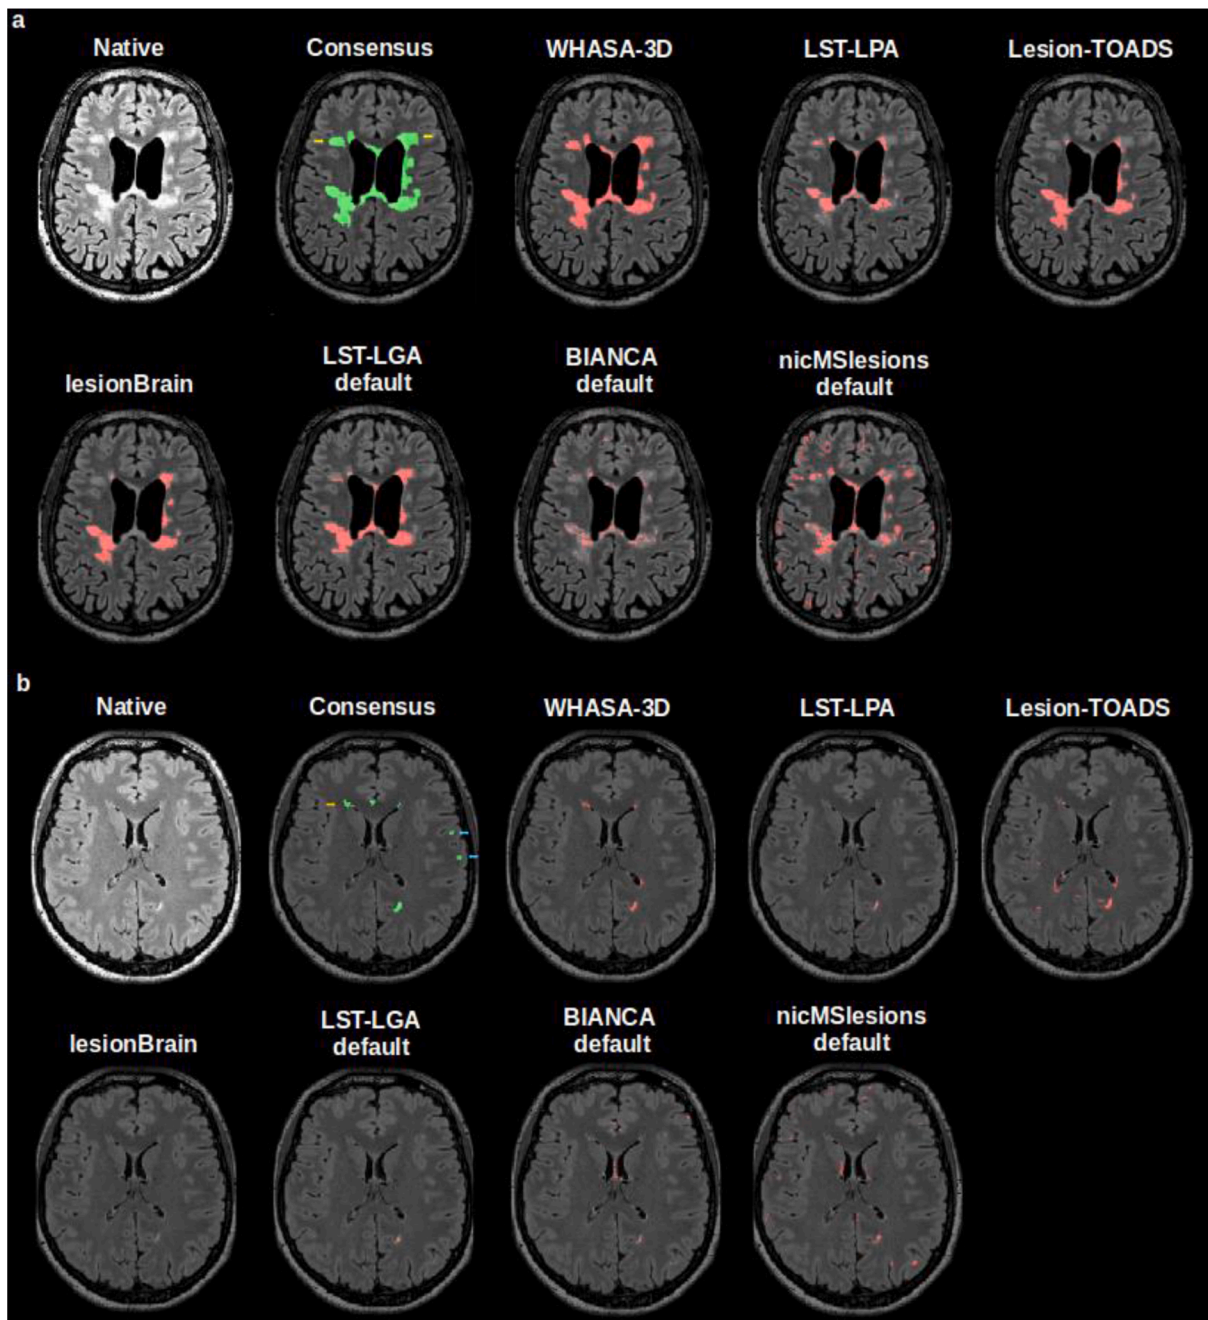 a
Native
Consensus
WHASA-3D
LST-LPA
Lesion-TOADS
lesionBrain
LST-LGA
default
BIANCA
default
nicMSlesions
default
b
Native
Consensus
WHASA-3D
LST-LPA
Lesion-TOADS
lesionBrain
LST-LGA
default
BIANCA
default
nicMSlesions
default